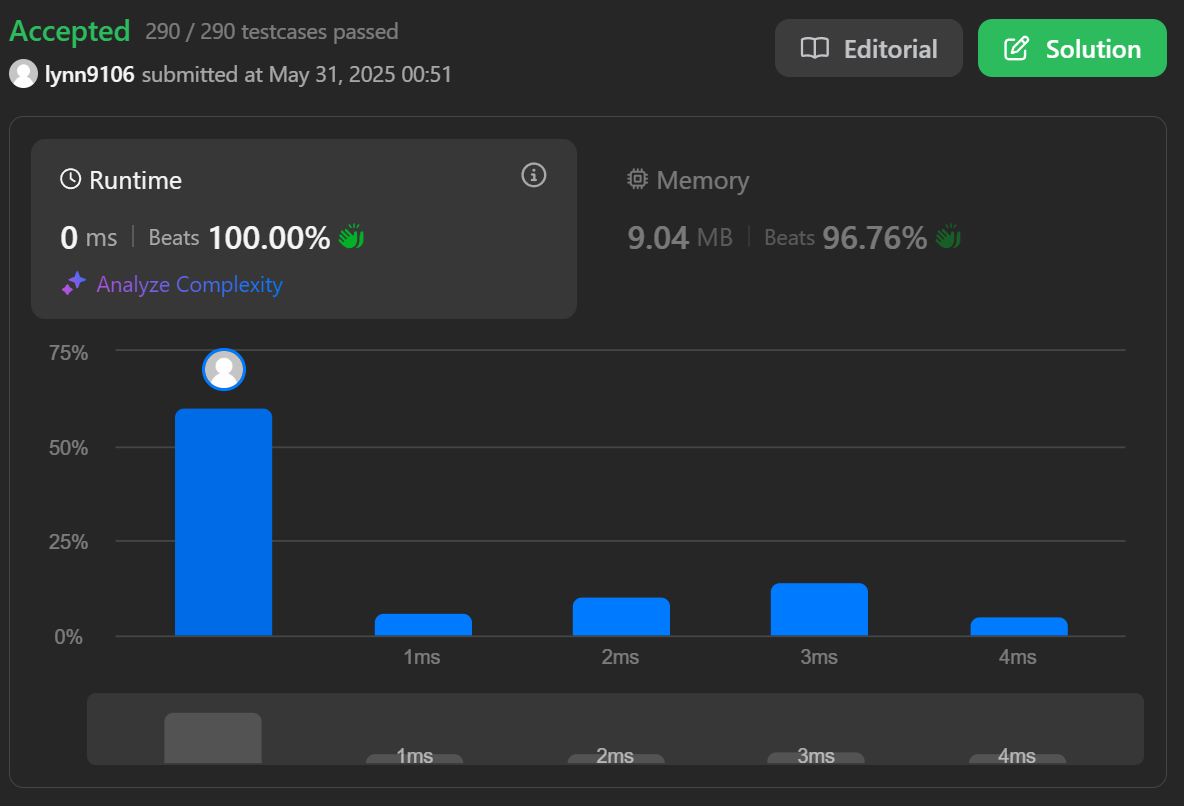 Accepted 290 / 290 testcases passed
lynn9106 submitted at May 31, 2025 00:51
Editorial
Solution
Runtime
0 ms | Beats 100.00%
Analyze Complexity
Memory
9.04 MB | Beats 96.76%
75%
50%
25%
0%
1ms 2ms 3ms 4ms
1ms 2ms 3ms 4ms